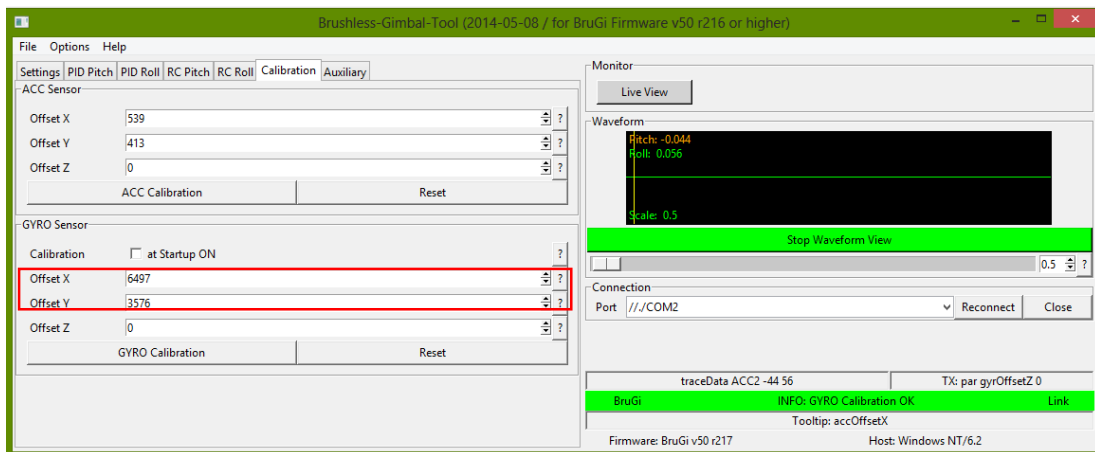 Brushless-Gimbal-Tool (2014-05-08 / for BruGi Firmware v50 r216 or higher)
File Options Help
Settings PID Pitch PID Roll RC Pitch RC Roll Calibration Auxiliary
ACC Sensor
Offset X 539 ?
Offset Y 413 ?
Offset Z 0 ?
ACC Calibration Reset
GYRO Sensor
Calibration at Startup ON ?
Offset X 6497 ?
Offset Y 3576 ?
Offset Z 0 ?
GYRO Calibration Reset
Monitor
Live View
Waveform
Pitch: -0.044
Roll: 0.056
Scale: 0.5
Stop Waveform View
0.5 ?
Connection
Port //./COM2 Reconnect Close
traceData ACC2 -44 56 TX: par gyrOffsetZ 0
BruGi INFO: GYRO Calibration OK Link
Tooltip: accOffsetX
Firmware: BruGi v50 r217 Host: Windows NT/6.2